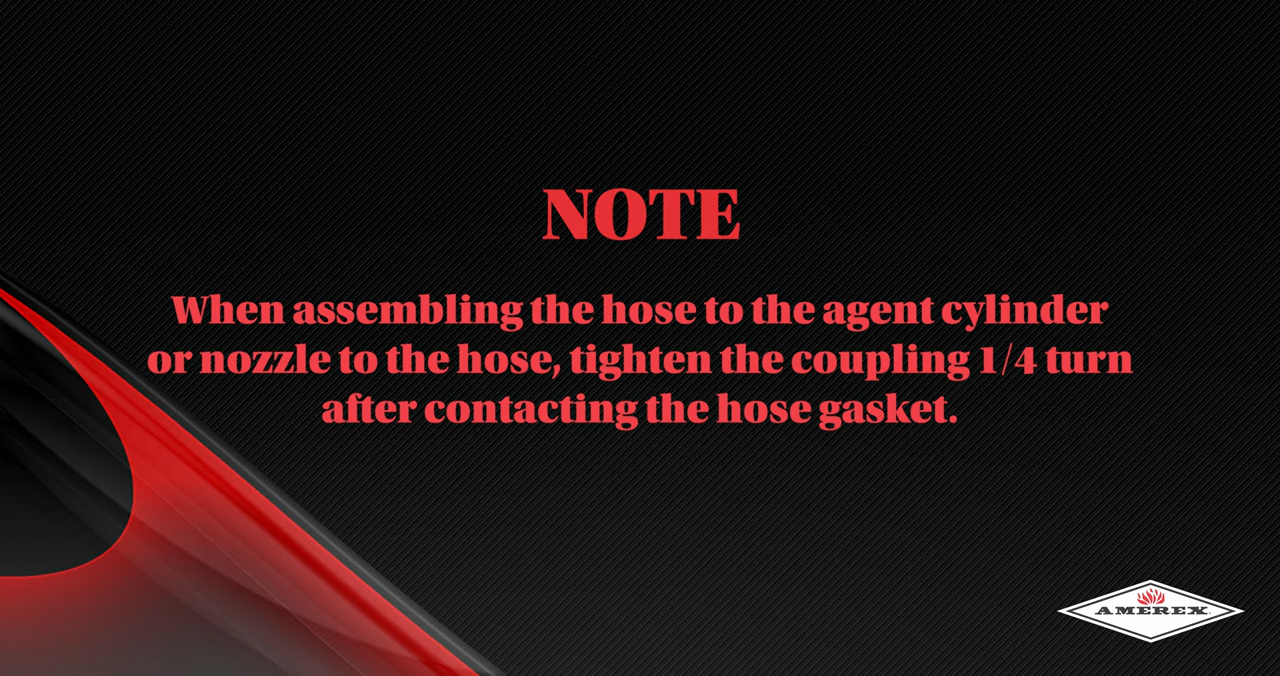 NOTE
When assembling the hose to the agent cylinder
or nozzle to the hose, tighten the coupling 1/4 turn
after contacting the hose gasket.
AMEREX